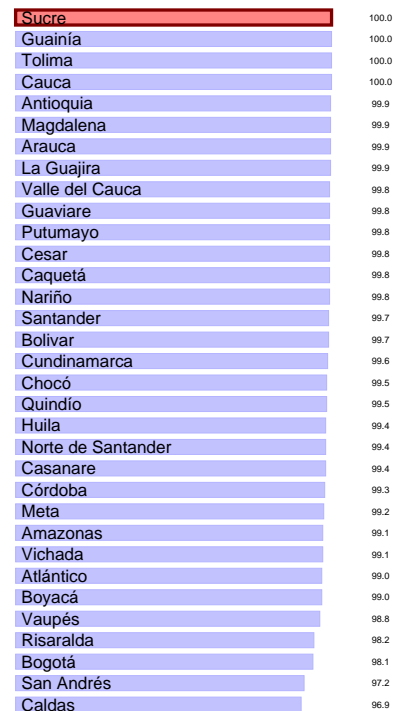 Sucre 100.0
Guainía 100.0
Tolima 100.0
Cauca 100.0
Antioquia 99.9
Magdalena 99.9
Arauca 99.9
La Guajira 99.9
Valle del Cauca 99.8
Guaviare 99.8
Putumayo 99.8
Cesar 99.8
Caquetá 99.8
Nariño 99.8
Santander 99.7
Bolivar 99.7
Cundinamarca 99.6
Chocó 99.5
Quindío 99.5
Huila 99.4
Norte de Santander 99.4
Casanare 99.4
Córdoba 99.3
Meta 99.2
Amazonas 99.1
Vichada 99.1
Atlántico 99.0
Boyacá 99.0
Vaupés 98.8
Risaralda 98.2
Bogotá 98.1
San Andrés 97.2
Caldas 96.9